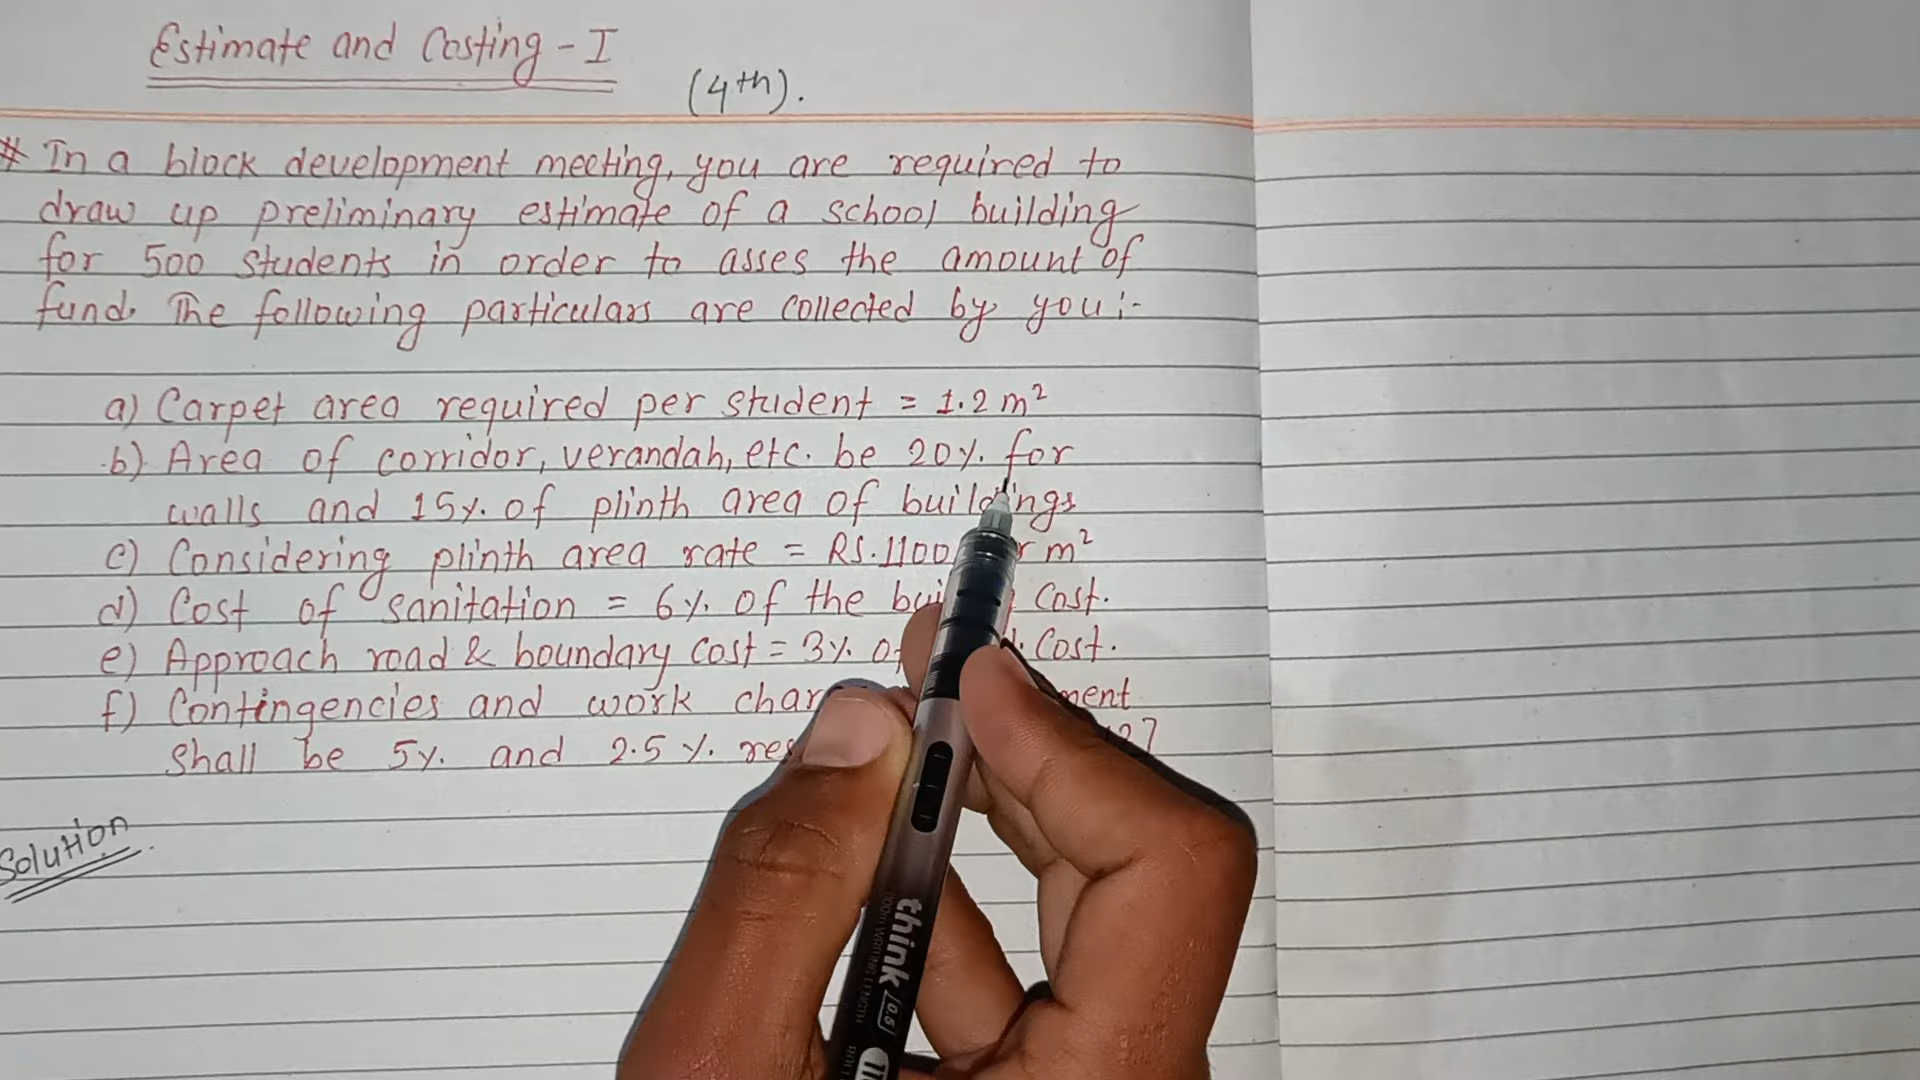 Estimate and Costing - I
(4th).
# In a block development meeting, you are required to
draw up preliminary estimate of a school building
for 500 students in order to asses the amount of
fund. The following particulars are collected by you :-
a) Carpet area required per student = 1.2 m²
b) Area of corridor, verandah, etc. be 20%. for
walls and 15%. of plinth area of buildings
c) Considering plinth area rate = RS. 1100 m²
d) Cost of sanitation = 6%. of the cost.
e) Approach road & boundary cost = 3%. Cost.
f) Contingencies and work
shall be 5%. and 2.5 %.
Solution
think
0.5